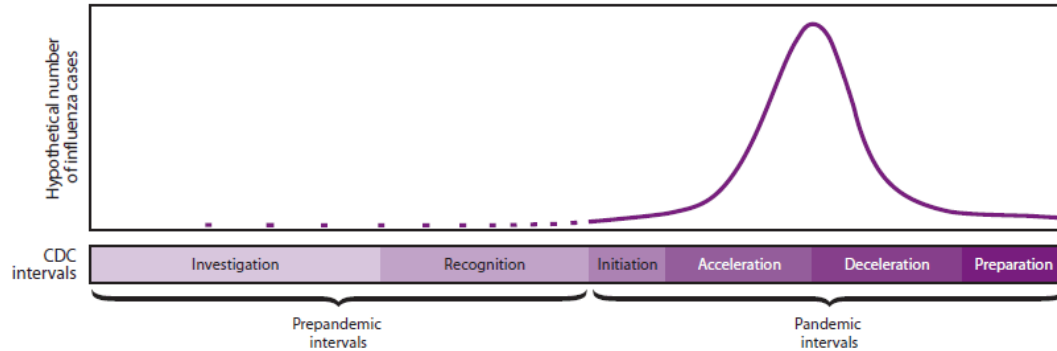 Hypothetical number
of influenza cases
CDC
intervals
Investigation
Recognition
Initiation
Acceleration
Deceleration
Preparation
Prepandemic
intervals
Pandemic
intervals